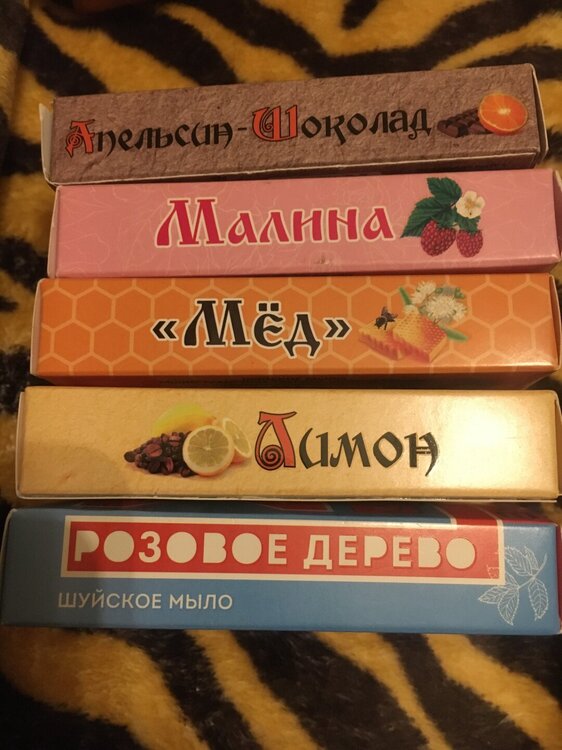 Апельсин-Шоколад
Малина
«Мёд»
Лимон
РОЗОВОЕ ДЕРЕВО
ШУЙСКОЕ МЫЛО